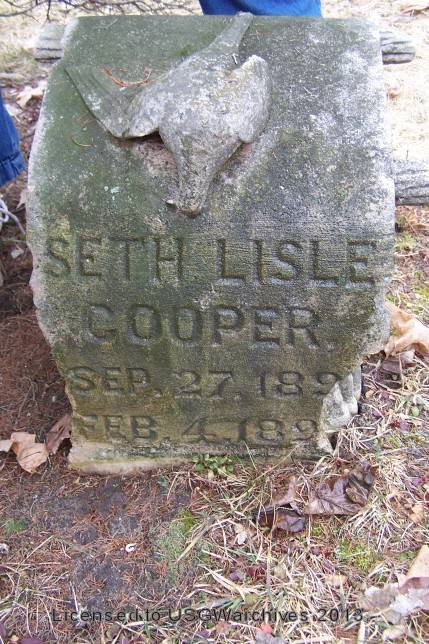 SETH LISLE
COOPER.
SEP. 27. 189
FEB. 4. 189
Licensed to USGWarchives 2013